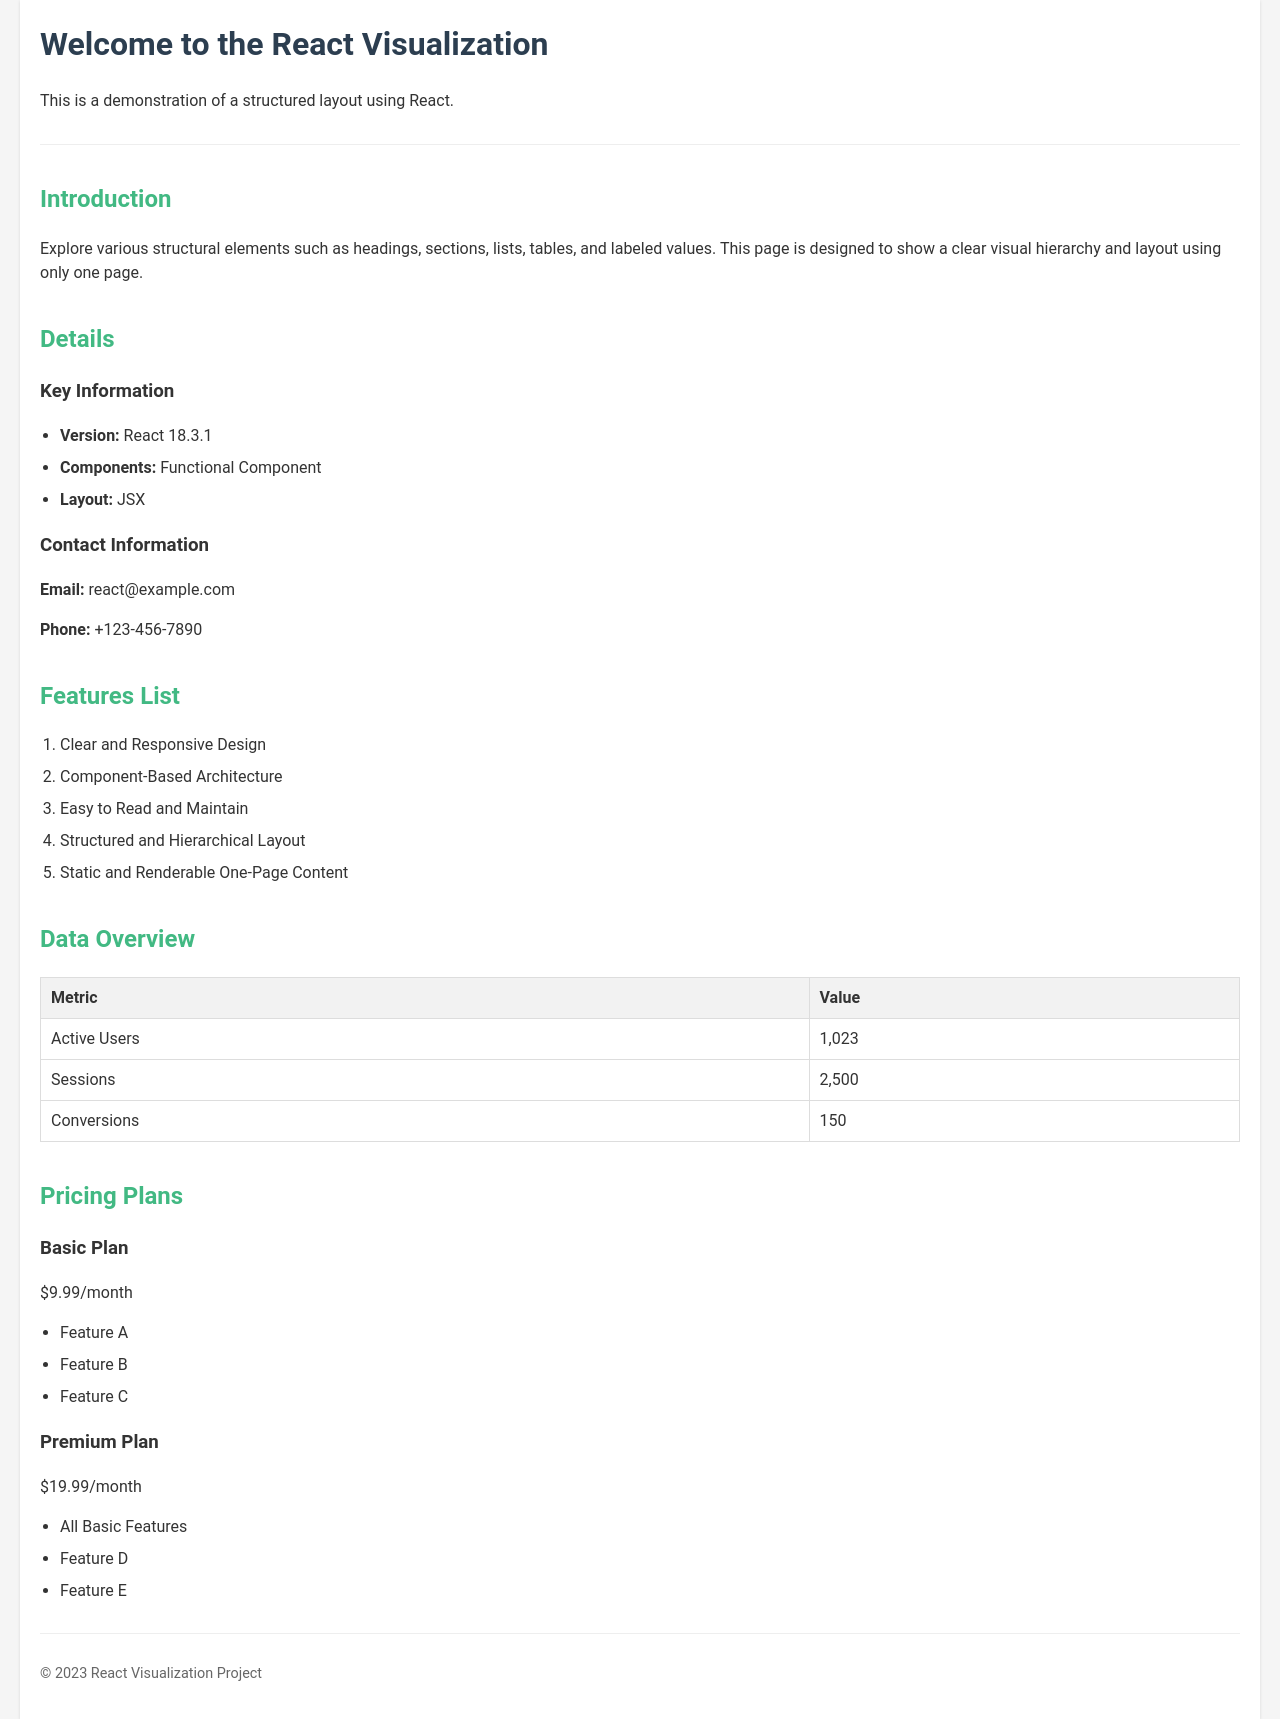 Welcome to the React Visualization
This is a demonstration of a structured layout using React.
Introduction
Explore various structural elements such as headings, sections, lists, tables, and labeled values. This page is designed to show a clear visual hierarchy and layout using
only one page.
Details
Key Information
Version: React 18.3.1
Components: Functional Component
Layout: JSX
Contact Information
Email: react@example.com
Phone: +123-456-7890
Features List
1. Clear and Responsive Design
2. Component-Based Architecture
3. Easy to Read and Maintain
4. Structured and Hierarchical Layout
5. Static and Renderable One-Page Content
Data Overview
Metric Value
Active Users 1,023
Sessions 2,500
Conversions 150
Pricing Plans
Basic Plan
$9.99/month
Feature A
Feature B
Feature C
Premium Plan
$19.99/month
All Basic Features
Feature D
Feature E
© 2023 React Visualization Project